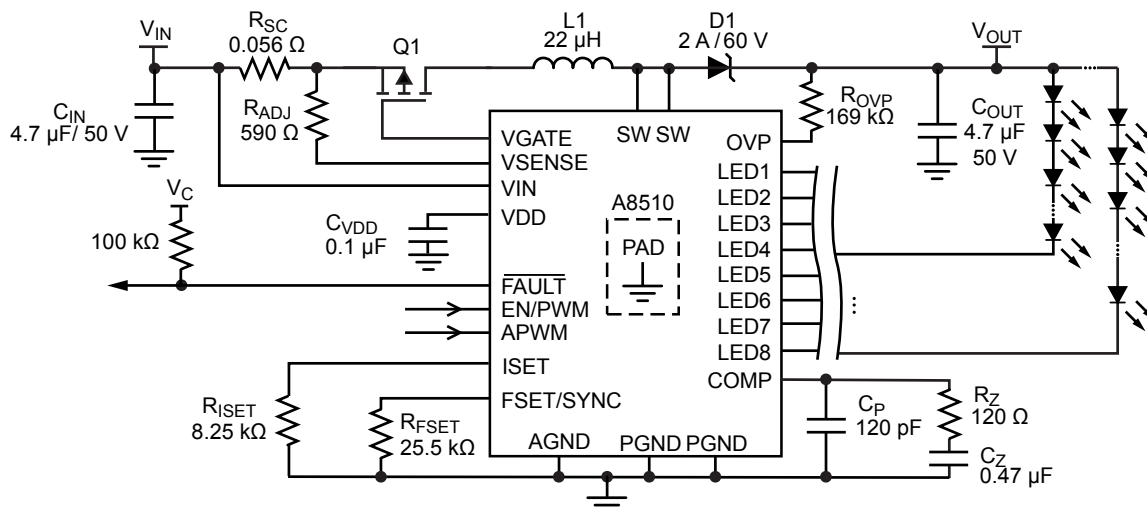 V_IN
R_SC
0.056 Ω
Q1
L1
22 µH
D1
2 A / 60 V
V_OUT
C_IN
4.7 µF/ 50 V
R_ADJ
590 Ω
R_OVP
169 kΩ
C_OUT
4.7 µF
50 V
VGATE
VSENSE
VIN
VDD
SW SW
OVP
LED1
LED2
LED3
LED4
LED5
LED6
LED7
LED8
COMP
V_C
100 kΩ
C_VDD
0.1 µF
A8510
PAD
FAULT
EN/PWM
APWM
ISET
FSET/SYNC
AGND
PGND
PGND
R_ISET
8.25 kΩ
R_FSET
25.5 kΩ
C_P
120 pF
R_Z
120 Ω
C_Z
0.47 µF